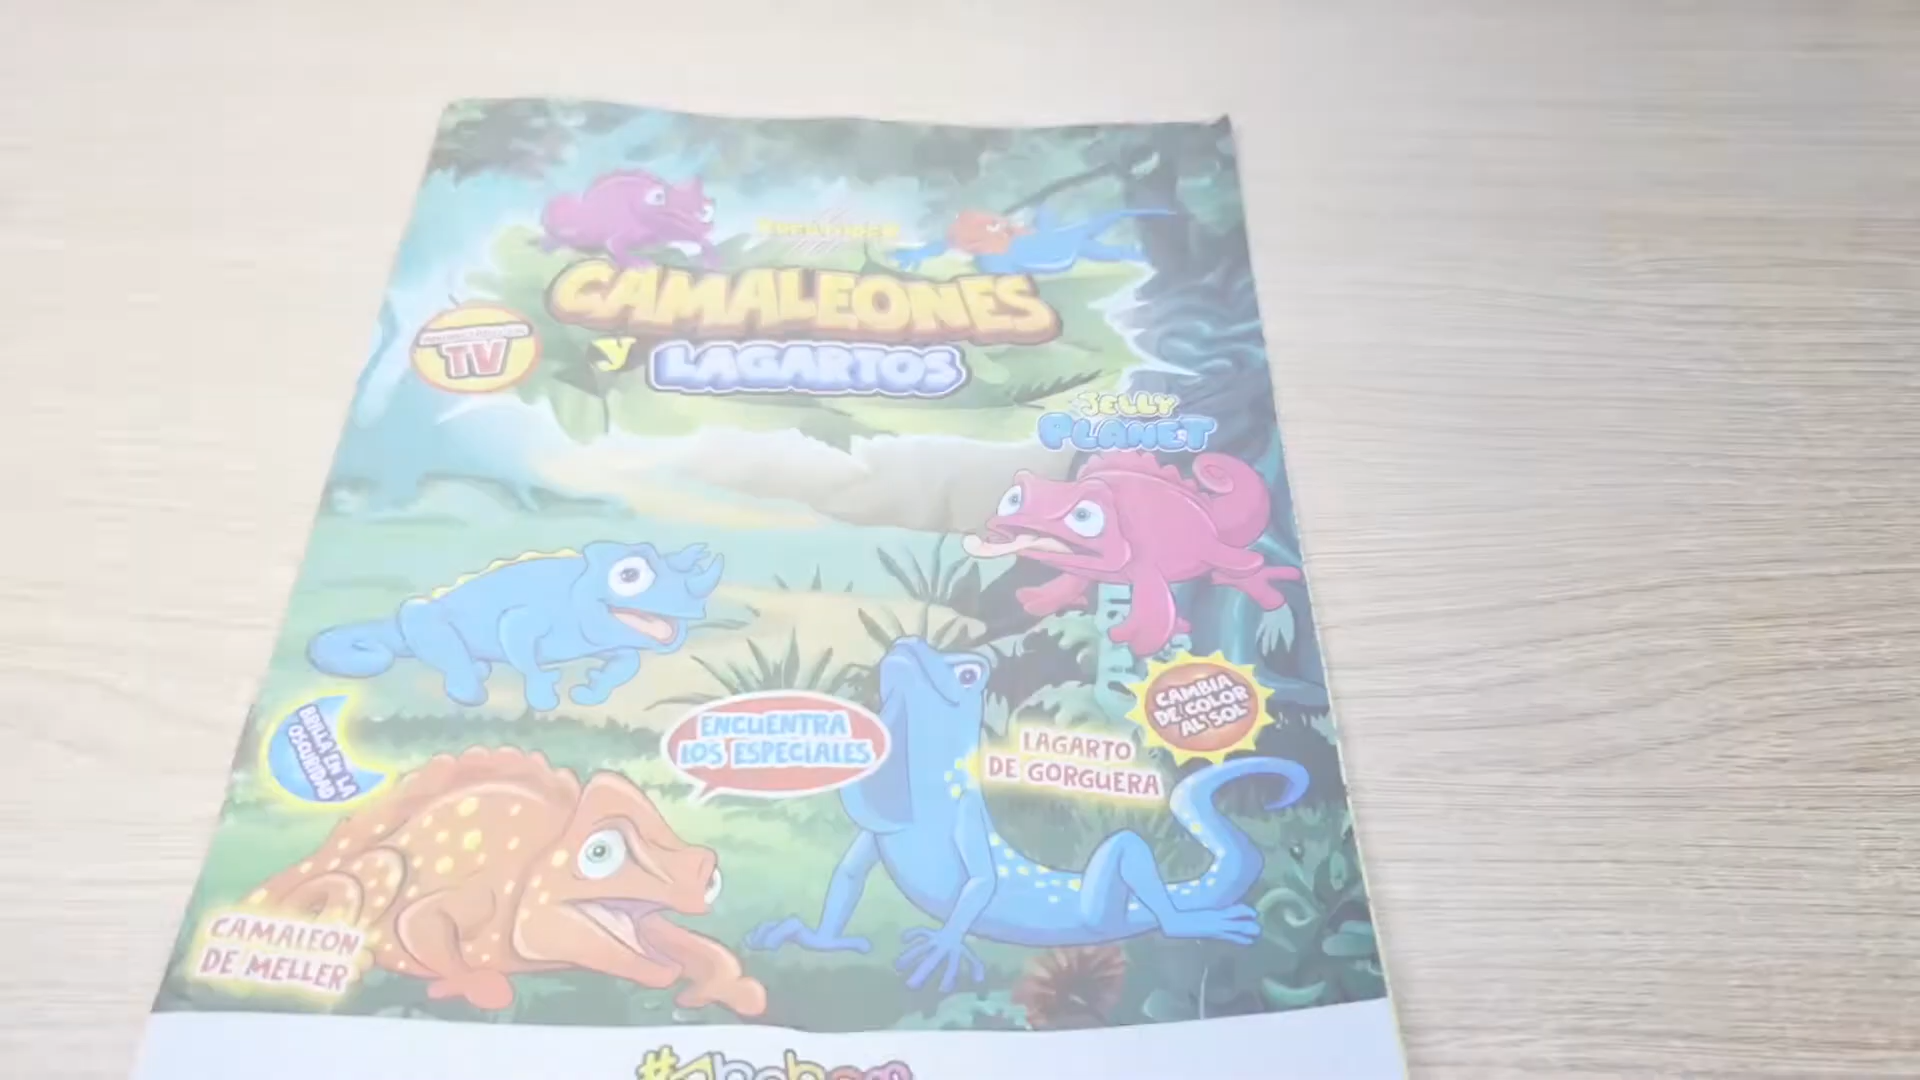 CAMALEONES
y LAGARTOS
TV
JELLY
PLANET
BRILLA EN LA
OSCURIDAD
ENCUENTRA
LOS ESPECIALES
CAMBIA
DE COLOR
AL SOL
LAGARTO
DE GORGUERA
CAMALEÓN
DE MELLER